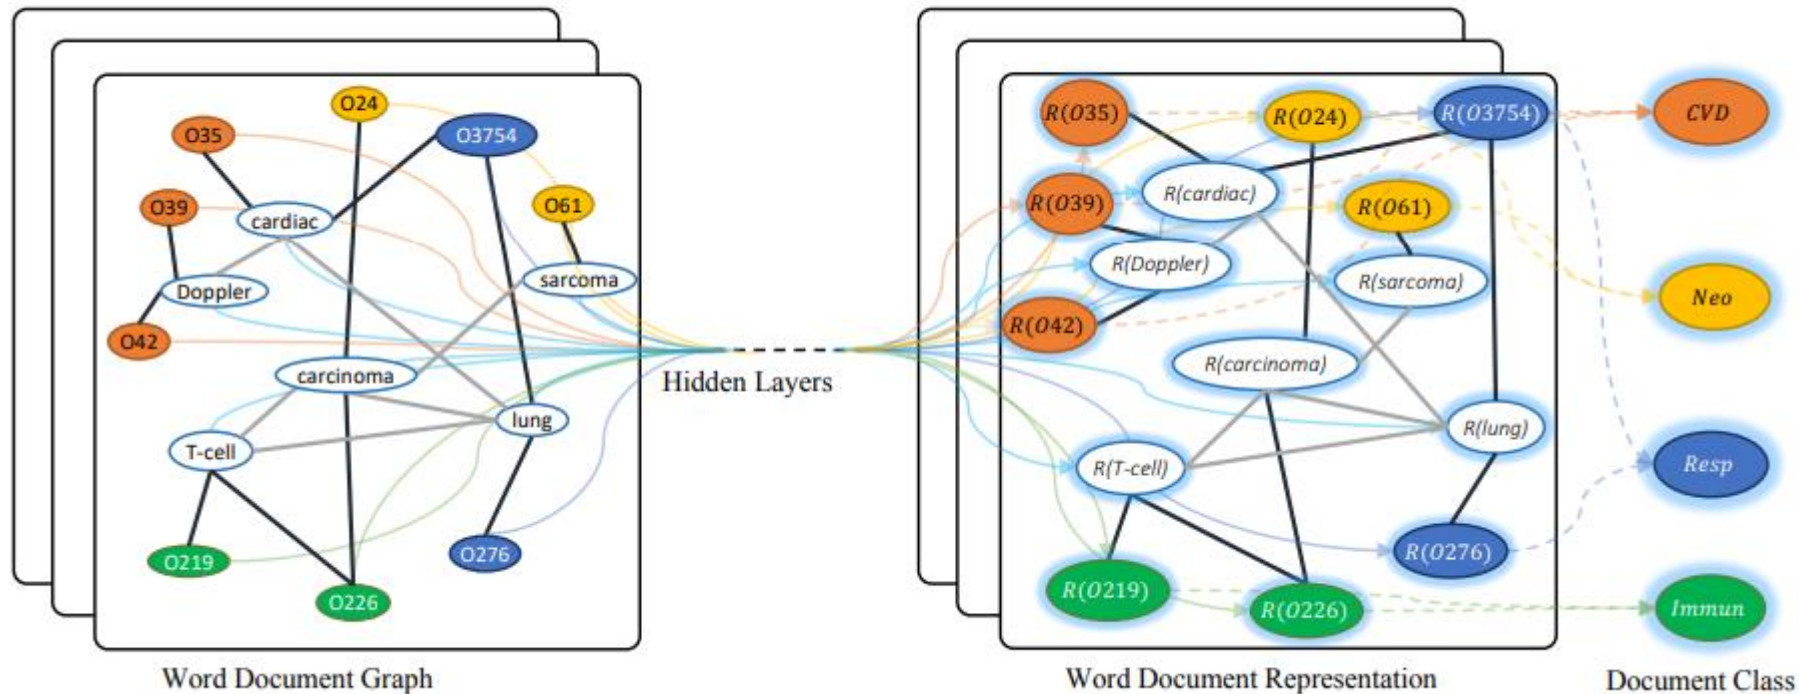 O24
O35
O3754
O39
O61
cardiac
sarcoma
Doppler
O42
carcinoma
lung
T-cell
O219
O276
O226
Word Document Graph
Hidden Layers
R(O35)
R(O24)
R(O3754)
R(cardiac)
R(O39)
R(O61)
R(Doppler)
R(sarcoma)
R(O42)
R(carcinoma)
R(lung)
R(T-cell)
R(O276)
R(O219)
R(O226)
Word Document Representation
CVD
Neo
Resp
Immun
Document Class